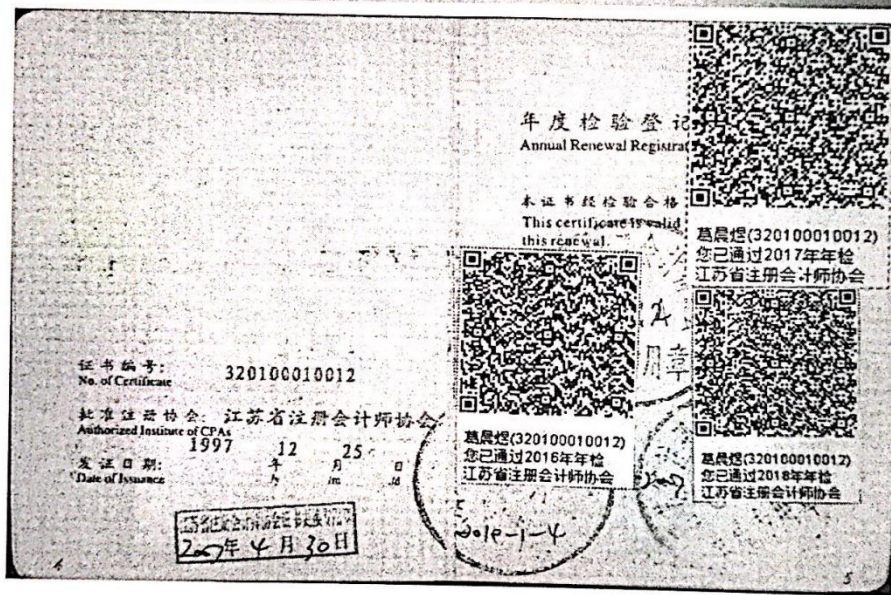 年度检验登记
Annual Renewal Registrat
本证书经检验合格
This certificate is valid
this renewal.
葛晨煜(320100010012)
您已通过2017年年检
江苏省注册会计师协会
用章
证书编号:
No. of Certificate
320100010012
批准注册协会: 江苏省注册会计师协会
Authorized Institute of CPAs
发证日期: 1997 年 12 月 25 日
Date of Issuance /y /m /d
葛晨煜(320100010012)
您已通过2016年年检
江苏省注册会计师协会
葛晨煜(320100010012)
您已通过2018年年检
江苏省注册会计师协会
2007年4月30日
2010-1-4
4
5